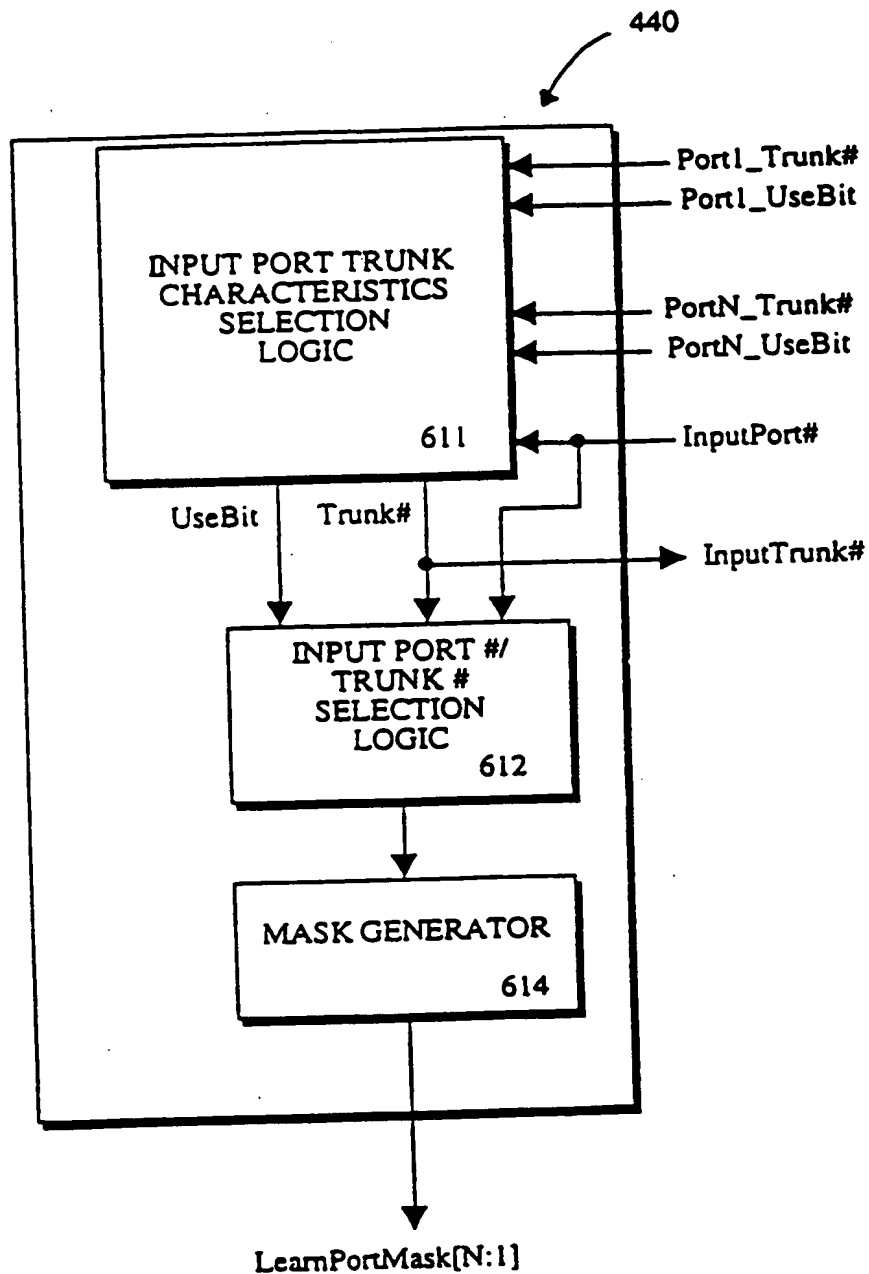 440
Port1_Trunk#
Port1_UseBit
INPUT PORT TRUNK
CHARACTERISTICS
SELECTION
LOGIC
PortN_Trunk#
PortN_UseBit
611
InputPort#
UseBit
Trunk#
InputTrunk#
INPUT PORT #/
TRUNK #
SELECTION
LOGIC
612
MASK GENERATOR
614
LearnPortMask[N:1]